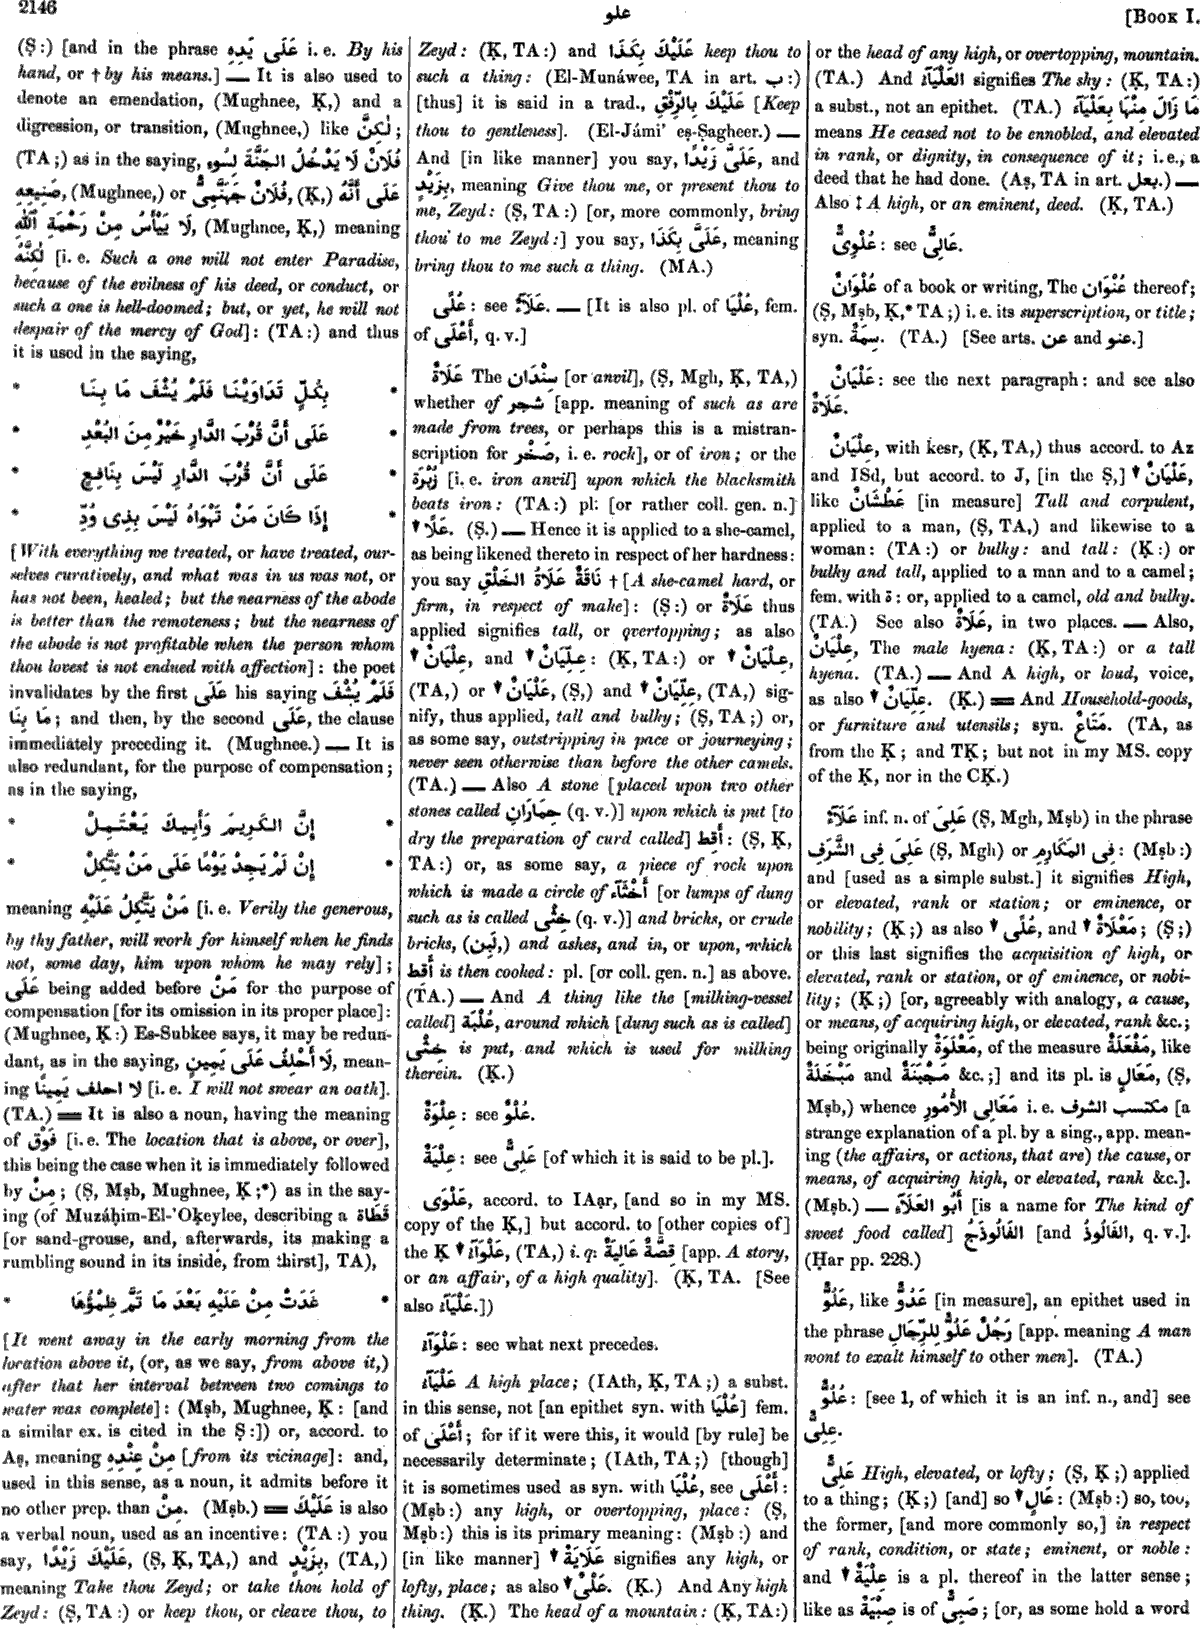 2146
علو
[BOOK I.
(Ṣ:) [and in the phrase عَلَى يَدِهِ i. e. By his
hand, or † by his means.] — It is also used to
denote an emendation, (Mughnee, Ḳ,) and a
digression, or transition, (Mughnee,) like لٰكِنَّ ;
(TA ;) as in the saying, فُلَانٌ لَا يَدْخُلُ الجَنَّةَ لِسُوءِ
صَنِيعِهِ, (Mughnee,) or فُلَانٌ جَهَنَّمِىٌّ, (Ḳ,) عَلَى أَنَّهُ
لَا يَيْأَسُ مِنْ رَحْمَةِ ٱللّٰهِ, (Mughnee, Ḳ,) meaning
لٰكِنَّهُ [i. e. Such a one will not enter Paradise,
because of the evilness of his deed, or conduct, or
such a one is hell-doomed; but, or yet, he will not
despair of the mercy of God]: (TA:) and thus
it is used in the saying,
* بِكُلٍّ تَدَاوَيْنَا فَلَمْ يُشْفَ مَا بِنَا *
* عَلَى أَنَّ قُرْبَ الدَّارِ خَيْرٌ مِنَ البُعْدِ *
* عَلَى أَنَّ قُرْبَ الدَّارِ لَيْسَ بِنَافِعٍ *
* إِذَا كَانَ مَنْ تَهْوَاهُ لَيْسَ بِذِى وُدِّ *
[With everything we treated, or have treated, our-
selves curatively, and what was in us was not, or
has not been, healed; but the nearness of the abode
is better than the remoteness; but the nearness of
the abode is not profitable when the person whom
thou lovest is not endued with affection]: the poet
invalidates by the first عَلَى his saying فَلَمْ يُشْفَ
مَا بِنَا; and then, by the second عَلَى, the clause
immediately preceding it. (Mughnee.) — It is
also redundant, for the purpose of compensation;
as in the saying,
* إِنَّ الكَرِيمَ وَأَبِيكَ يَعْتَمِلْ *
* إِنْ لَمْ يَجِدْ يَوْمًا عَلَى مَنْ يَتَّكِلْ *
meaning مَنْ يَتَّكِلُ عَلَيْهِ [i. e. Verily the generous,
by thy father, will work for himself when he finds
not, some day, him upon whom he may rely];
عَلَى being added before مَنْ for the purpose of
compensation [for its omission in its proper place]:
(Mughnee, Ḳ:) Es-Subkee says, it may be redun-
dant, as in the saying, لَا أَحْلِفُ عَلَى يَمِينٍ, mean-
ing لا احلف يَمِينًا [i. e. I will not swear an oath].
(TA.) = It is also a noun, having the meaning
of فَوْق [i. e. The location that is above, or over],
this being the case when it is immediately followed
by مِنْ; (Ṣ, Mṣb, Mughnee, Ḳ;*) as in the say-
ing (of Muzáḥim-El-'Oḳeylee, describing a قَطَاة
[or sand-grouse, and, afterwards, its making a
rumbling sound in its inside, from thirst], TA),
* غَدَتْ مِنْ عَلَيْهِ بَعْدَ مَا تَمَّ ظِمْؤُهَا *
[It went away in the early morning from the
location above it, (or, as we say, from above it,)
after that her interval between two comings to
water was complete]: (Mṣb, Mughnee, Ḳ: [and
a similar ex. is cited in the Ṣ:]) or, accord. to
Aṣ, meaning مِنْ عِنْدِهِ [from its vicinage]: and,
used in this sense, as a noun, it admits before it
no other prep. than مِنْ. (Mṣb.) = عَلَيْكَ is also
a verbal noun, used as an incentive: (TA:) you
say, عَلَيْكَ زَيْدًا, (Ṣ, Ḳ, TA,) and بِزَيْدٍ, (TA,)
meaning Take thou Zeyd; or take thou hold of
Zeyd: (Ṣ, TA:) or keep thou, or cleave thou, to
Zeyd: (Ḳ, TA:) and عَلَيْكَ بِكَذَا keep thou to
such a thing: (El-Munáwee, TA in art. ب:)
[thus] it is said in a trad., عَلَيْكَ بِالرِّفْقِ [Keep
thou to gentleness]. (El-Jámi' eṣ-Ṣagheer.) —
And [in like manner] you say, عَلَىَّ زَيْدًا, and
بِزَيْدٍ, meaning Give thou me, or present thou to
me, Zeyd: (Ṣ, TA:) [or, more commonly, bring
thou to me Zeyd:] you say, عَلَىَّ بِكَذَا, meaning
bring thou to me such a thing. (MA.)
عُلًى: see عَلَآءٌ. — [It is also pl. of عُلْيَا, fem.
of أَعْلَى, q. v.]
عَلَاةٌ The سِنْدَان [or anvil], (Ṣ, Mgh, Ḳ, TA,)
whether of شجر [app. meaning of such as are
made from trees, or perhaps this is a mistran-
scription for صَخْر, i. e. rock], or of iron; or the
زُبْرَة [i. e. iron anvil] upon which the blacksmith
beats iron: (TA:) pl. [or rather coll. gen. n.]
▾ عَلًا. (Ṣ.) — Hence it is applied to a she-camel,
as being likened thereto in respect of her hardness:
you say نَاقَةٌ عَلَاةُ الخَلْقِ † [A she-camel hard, or
firm, in respect of make]: (Ṣ:) or عَلَاةٌ thus
applied signifies tall, or overtopping; as also
▾ عِلْيَانٌ, and ▾ عِلِّيَانٌ: (Ḳ, TA:) or ▾ عِلْيَانٌ,
(TA,) or ▾ عَلْيَانٌ, (Ṣ,) and ▾ عِلِّيَانٌ, (TA,) sig-
nify, thus applied, tall and bulky; (Ṣ, TA;) or,
as some say, outstripping in pace or journeying;
never seen otherwise than before the other camels.
(TA.) — Also A stone [placed upon two other
stones called حِمَارَانِ (q. v.)] upon which is put [to
dry the preparation of curd called] أَقِط: (Ṣ, Ḳ,
TA:) or, as some say, a piece of rock upon
which is made a circle of أَخْثَآء [or lumps of dung
such as is called خِثْى (q. v.)] and bricks, or crude
bricks, (لَبِن,) and ashes, and in, or upon, which
أَقِط is then cooked: pl. [or coll. gen. n.] as above.
(TA.) — And A thing like the [milking-vessel
called] عُلْبَة, around which [dung such as is called]
خِثْى is put, and which is used for milking
therein. (Ḳ.)
عِلْوَةٌ: see عُلْوٌ.
عِلْيَةٌ: see عَلِىٌّ [of which it is said to be pl.].
عَلْوَى, accord. to IAạr, [and so in my MS.
copy of the Ḳ,] but accord. to [other copies of]
the Ḳ ▾ عَلْوَآءُ, (TA,) i. q. قِصَّةٌ عَالِيَةٌ [app. A story,
or an affair, of a high quality]. (Ḳ, TA. [See
also عَلْيَآءُ.])
عَلْوَآءُ: see what next precedes.
عَلْيَآءُ A high place; (IAth, Ḳ, TA;) a subst.
in this sense, not [an epithet syn. with عُلْيَا] fem.
of أَعْلَى; for if it were this, it would [by rule] be
necessarily determinate; (IAth, TA;) [though]
it is sometimes used as syn. with عُلْيَا, see أَعْلَى:
(Mṣb:) any high, or overtopping, place: (Ṣ,
Mṣb:) this is its primary meaning: (Mṣb:) and
[in like manner] ▾ عَلَايَةٌ signifies any high, or
lofty, place; as also ▾ عَلْىٌ. (Ḳ.) And Any high
thing. (Ḳ.) The head of a mountain: (Ḳ, TA:)
or the head of any high, or overtopping, mountain.
(TA.) And العَلْيَآءُ signifies The sky: (Ḳ, TA:)
a subst., not an epithet. (TA.) مَا زَالَ مِنْهَا بِعَلْيَآءَ
means He ceased not to be ennobled, and elevated
in rank, or dignity, in consequence of it; i. e., a
deed that he had done. (Aṣ, TA in art. بعل.) —
Also ‡ A high, or an eminent, deed. (Ḳ, TA.)
عُلْوِىٌّ: see عَالِىٌّ.
عُلْوَانٌ of a book or writing, The عُنْوَان thereof;
(Ṣ, Mṣb, Ḳ,* TA;) i. e. its superscription, or title;
syn. سِمَةٌ. (TA.) [See arts. عن and عنو.]
عَلْيَانٌ: see the next paragraph: and see also
عَلَاةٌ.
عِلْيَانٌ, with kesr, (Ḳ, TA,) thus accord. to Az
and ISd, but accord. to J, [in the Ṣ,] ▾ عَلْيَانٌ,
like عَطْشَانُ [in measure] Tall and corpulent,
applied to a man, (Ṣ, TA,) and likewise to a
woman: (TA:) or bulky: and tall: (Ḳ:) or
bulky and tall, applied to a man and to a camel;
fem. with ة: or, applied to a camel, old and bulky.
(TA.) See also عَلَاةٌ, in two places. — Also,
عِلْيَانٌ, The male hyena: (Ḳ, TA:) or a tall
hyena. (TA.) — And A high, or loud, voice,
as also ▾ عِلِّيَانٌ. (Ḳ.) = And Household-goods,
or furniture and utensils; syn. مَتَاعٌ. (TA, as
from the Ḳ; and TḲ; but not in my MS. copy
of the Ḳ, nor in the CḲ.)
عَلَآءٌ inf. n. of عَلِىَ (Ṣ, Mgh, Mṣb) in the phrase
عَلِىَ فِى الشَّرَفِ (Ṣ, Mgh) or فِى المَكَارِمِ: (Mṣb:)
and [used as a simple subst.] it signifies High,
or elevated, rank or station; or eminence, or
nobility; (Ḳ;) as also ▾ عُلًى, and ▾ مَعْلَاةٌ; (Ṣ;)
or this last signifies the acquisition of high, or
elevated, rank or station, or of eminence, or nobi-
lity; (Ḳ;) [or, agreeably with analogy, a cause,
or means, of acquiring high, or elevated, rank &c.;
being originally مَعْلَوَةٌ, of the measure مَفْعَلَةٌ, like
مَبْخَلَةٌ and مَجْبَنَةٌ &c.;] and its pl. is مَعَالٍ, (Ṣ,
Mṣb,) whence مَعَالِى الأُمُورِ i. e. مكتسب الشرف [a
strange explanation of a pl. by a sing., app. mean-
ing (the affairs, or actions, that are) the cause, or
means, of acquiring high, or elevated, rank &c.].
(Mṣb.) — أَبُو العَلَآءِ [is a name for The kind of
sweet food called] الفَالُوذَجُ [and الفَالُوذُ, q. v.].
(Ḥar pp. 228.)
عَلُوٌّ, like عَدُوٌّ [in measure], an epithet used in
the phrase رَجُلٌ عَلُوٌّ لِلرِّجَالِ [app. meaning A man
wont to exalt himself to other men]. (TA.)
عُلُوٌّ: [see 1, of which it is an inf. n., and] see
عِلِىٌّ.
عَلِىٌّ High, elevated, or lofty; (Ṣ, Ḳ;) applied
to a thing; (Ḳ;) [and] so ▾ عَالٍ: (Mṣb:) so, too,
the former, [and more commonly so,] in respect
of rank, condition, or state; eminent, or noble:
and ▾ عِلْيَةٌ is a pl. thereof in the latter sense;
like as صِبْيَةٌ is of صَبِىٌّ; [or, as some hold a word